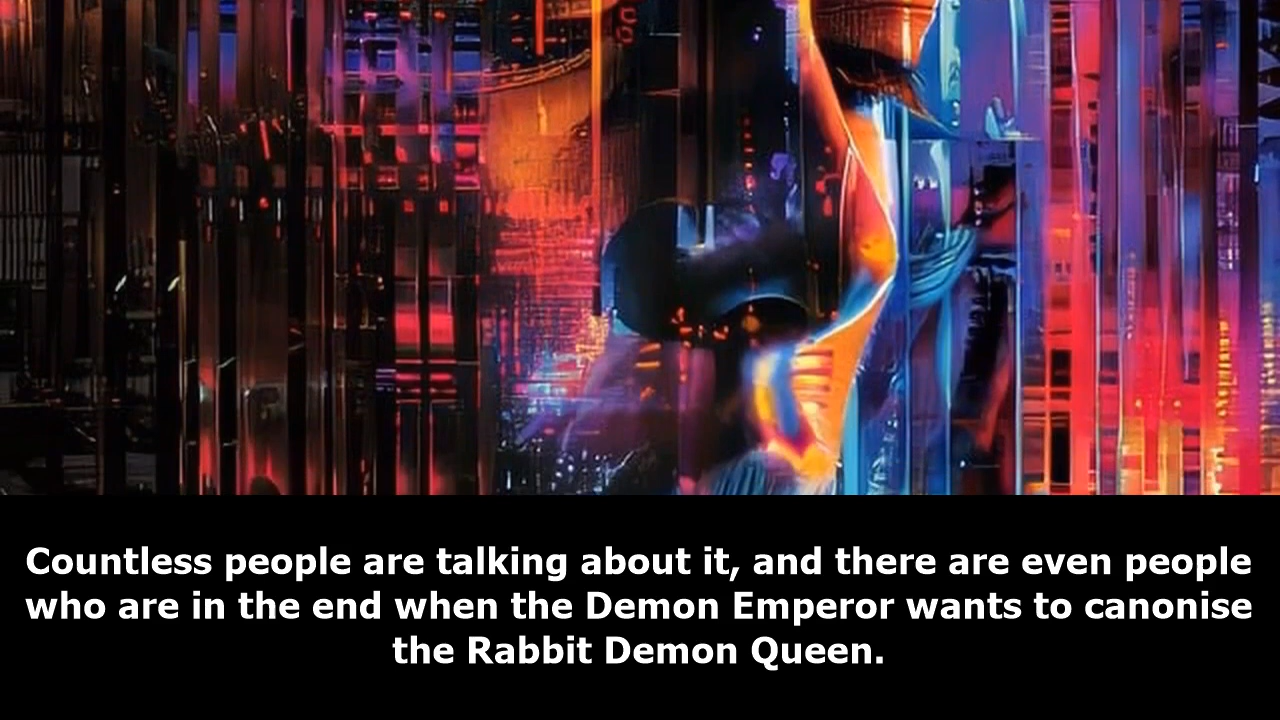 Countless people are talking about it, and there are even people
who are in the end when the Demon Emperor wants to canonise
the Rabbit Demon Queen.